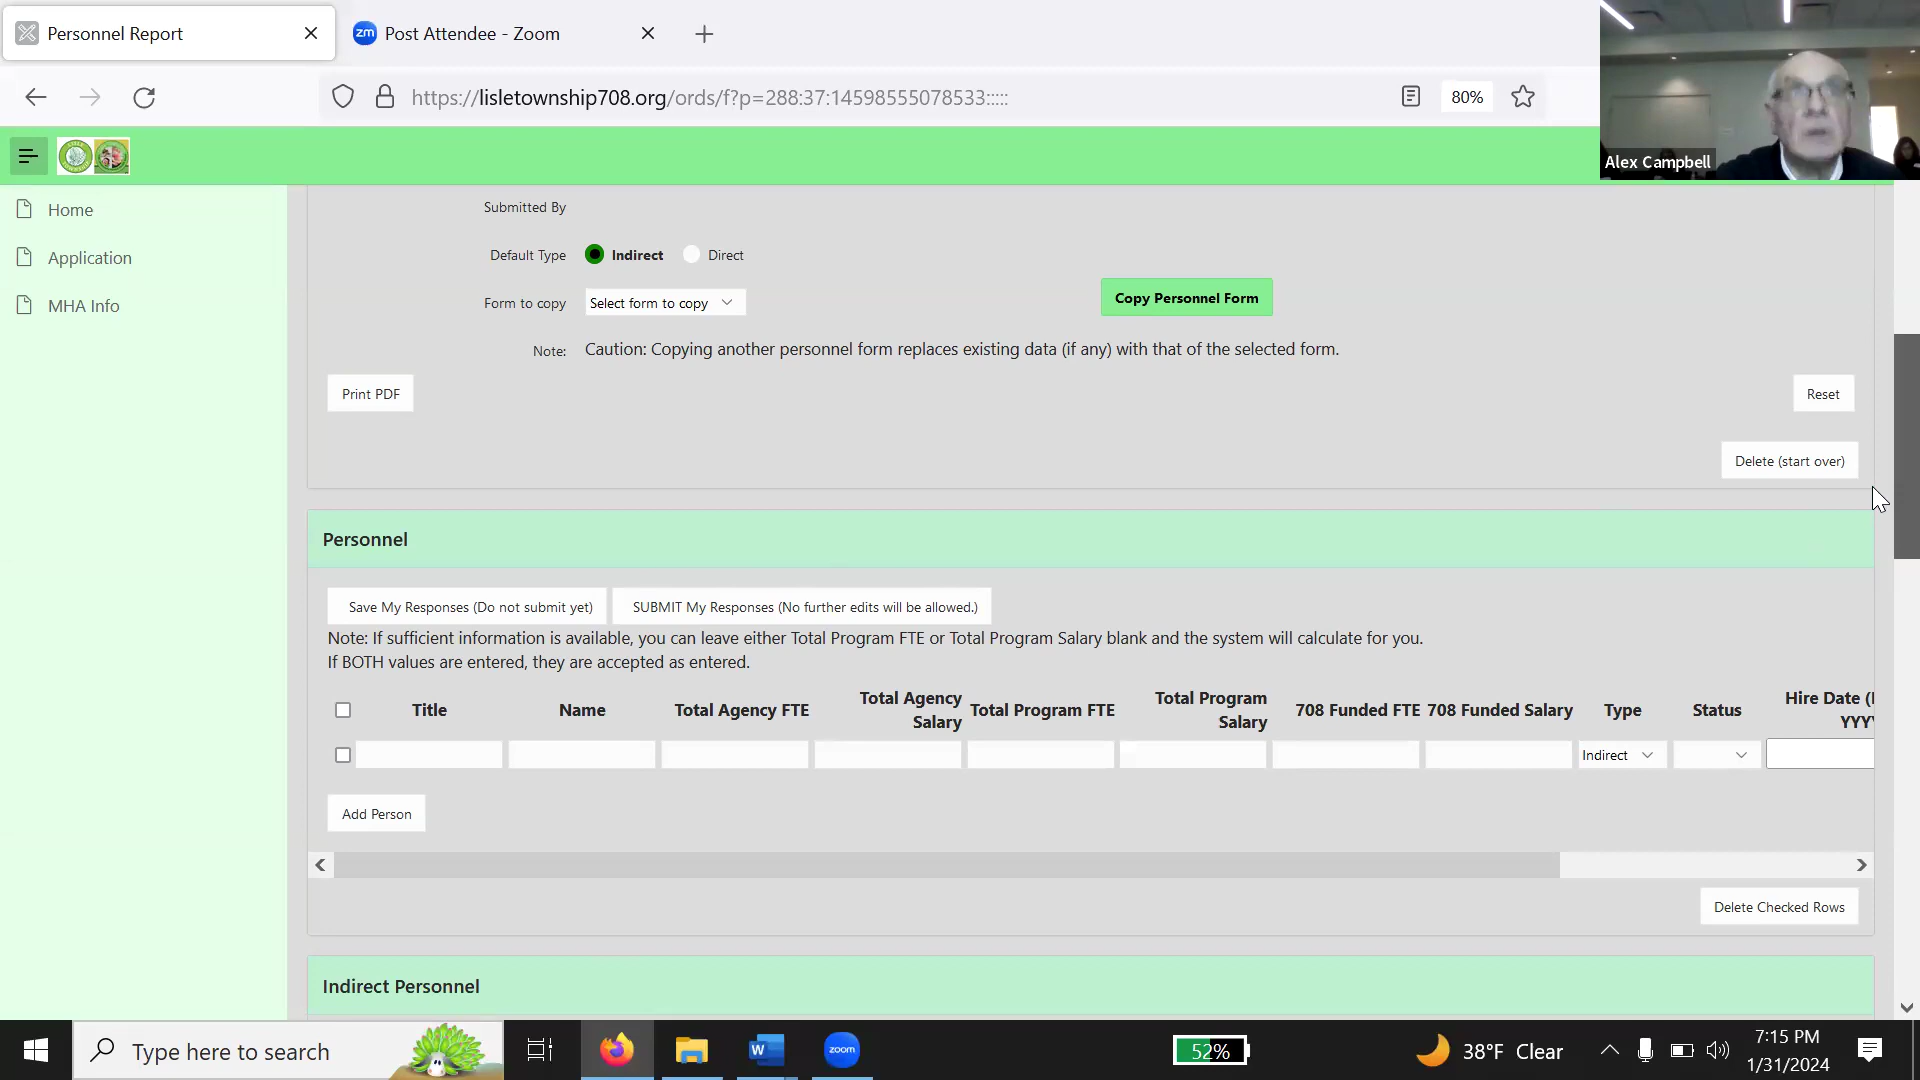 Personnel Report
Post Attendee - Zoom
https://lisletownship708.org/ords/f?p=288:37:14598555078533:::::
80%
Alex Campbell
Home
Application
MHA Info
Submitted By
Default Type Indirect Direct
Form to copy Select form to copy Copy Personnel Form
Note: Caution: Copying another personnel form replaces existing data (if any) with that of the selected form.
Print PDF Reset
Delete (start over)
Personnel
Save My Responses (Do not submit yet) SUBMIT My Responses (No further edits will be allowed.)
Note: If sufficient information is available, you can leave either Total Program FTE or Total Program Salary blank and the system will calculate for you.
If BOTH values are entered, they are accepted as entered.
Title Name Total Agency FTE Total Agency Salary Total Program FTE Total Program Salary 708 Funded FTE 708 Funded Salary Type Status Hire Date (
YYYY
Indirect
Add Person
Delete Checked Rows
Indirect Personnel
Type here to search
zoom
52%
38°F Clear
7:15 PM
1/31/2024